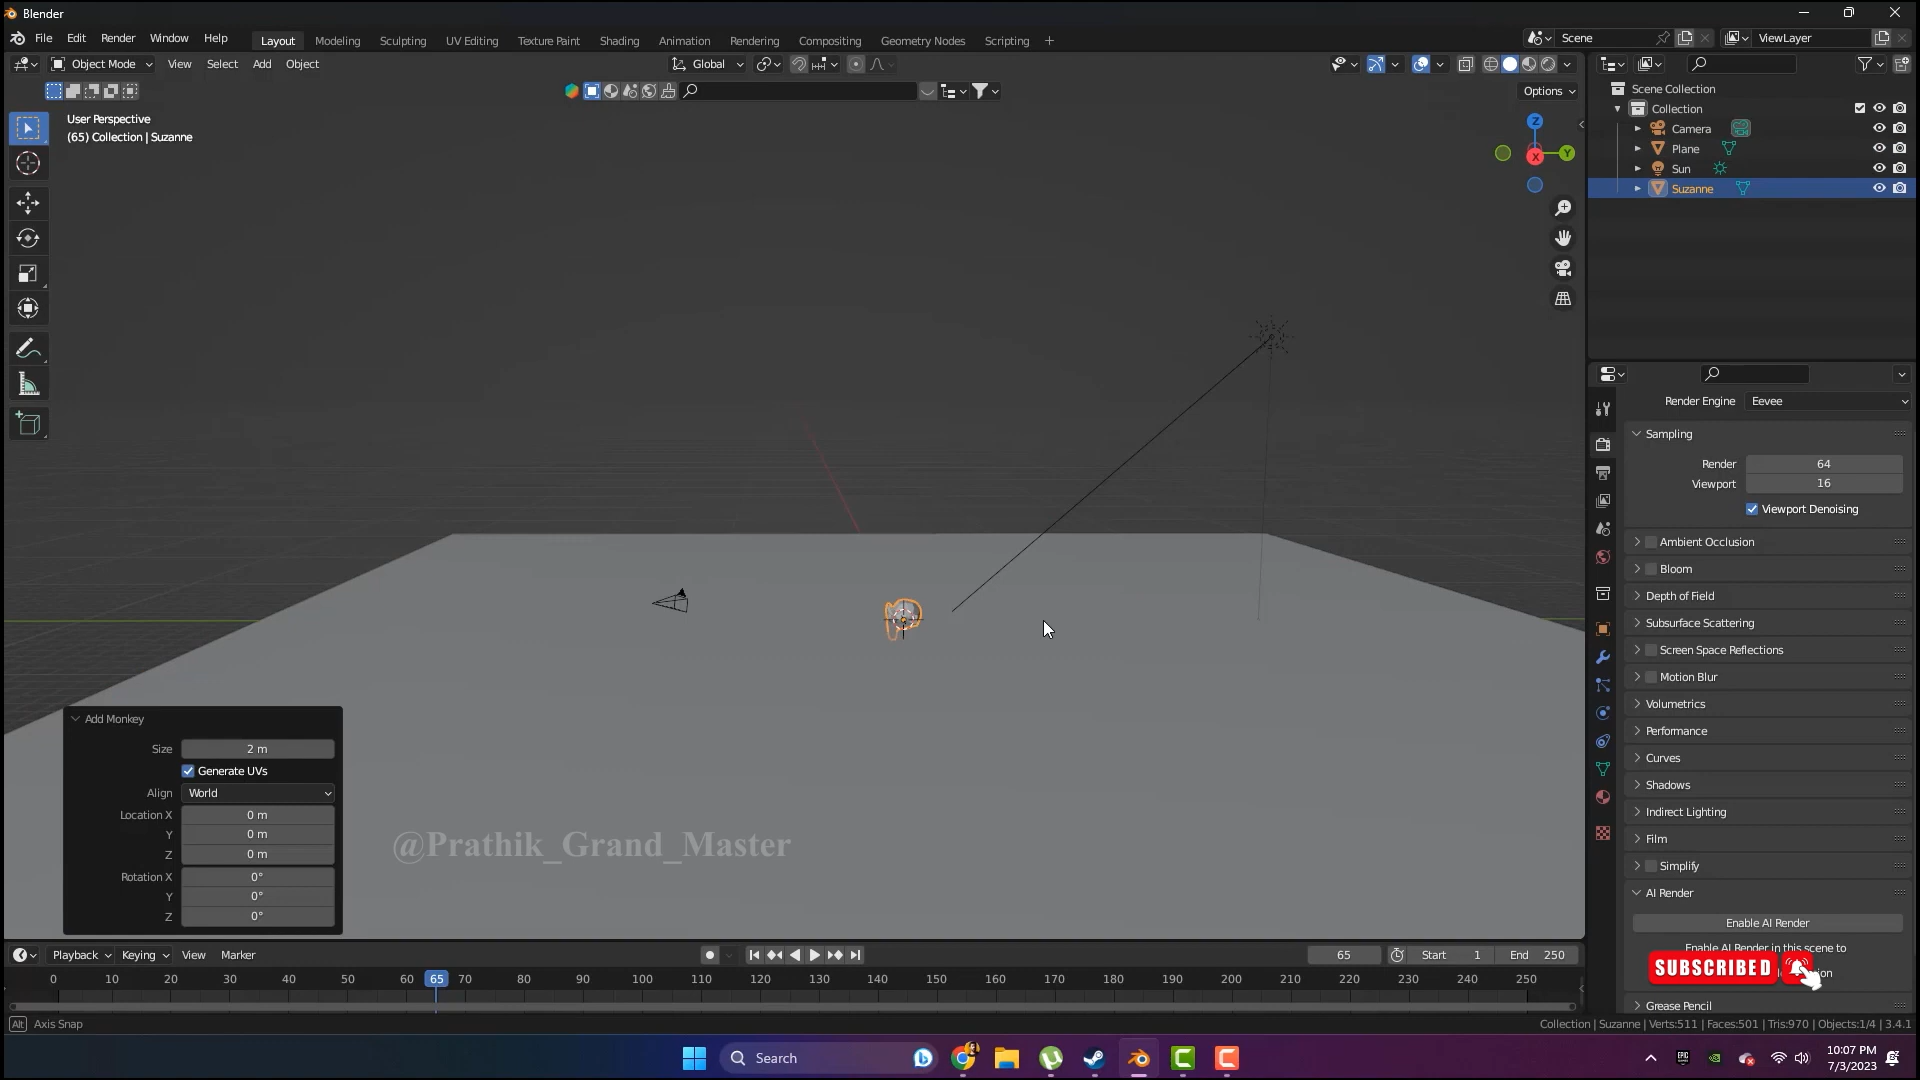 Blender
File Edit Render Window Help Layout Modeling Sculpting UV Editing Texture Paint Shading Animation Rendering Compositing Geometry Nodes Scripting + Scene ViewLayer
Object Mode View Select Add Object Global
Options
User Perspective
(65) Collection | Suzanne
Z
Y
X
Scene Collection
Collection
Camera
Plane
Sun
Suzanne
Render Engine Eevee
Sampling
Render 64
Viewport 16
Viewport Denoising
Ambient Occlusion
Bloom
Depth of Field
Subsurface Scattering
Screen Space Reflections
Motion Blur
Volumetrics
Performance
Curves
Shadows
Indirect Lighting
Film
Simplify
AI Render
Enable AI Render
Enable AI Render in this scene to
SUBSCRIBED
Grease Pencil
Add Monkey
Size 2 m
Generate UVs
Align World
Location X 0 m
Y 0 m
Z 0 m
Rotation X 0°
Y 0°
Z 0°
@Prathik_Grand_Master
Playback Keying View Marker 65 Start 1 End 250
0 10 20 30 40 50 60 65 70 80 90 100 110 120 130 140 150 160 170 180 190 200 210 220 230 240 250
Alt Axis Snap
Collection | Suzanne | Verts:511 | Faces:501 | Tris:970 | Objects:1/4 | 3.4.1
Search
10:07 PM
7/3/2023